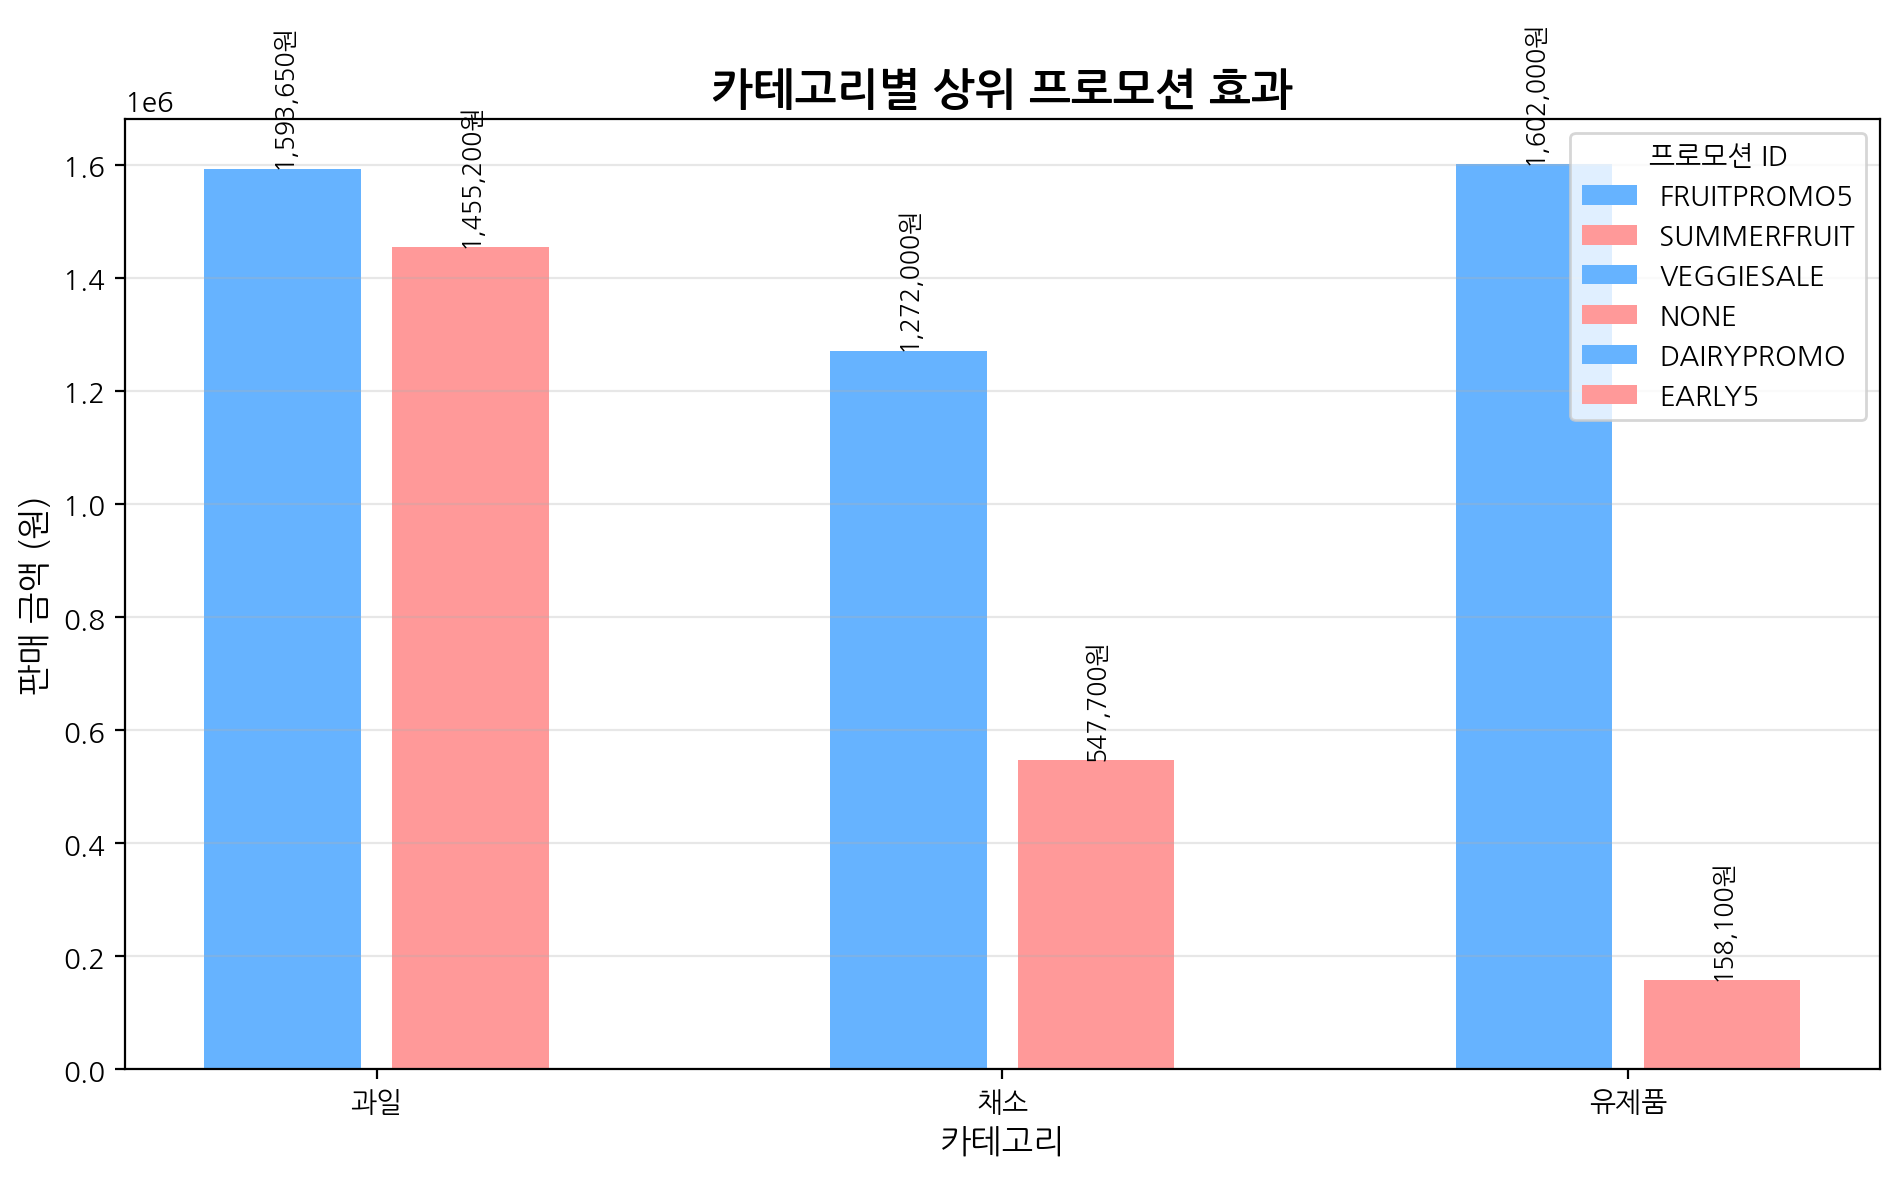 카테고리별 상위 프로모션 효과
1e6
1,593,650원
1,455,200원
1,272,000원
547,700원
1,602,000원
158,100원
프로모션 ID
FRUITPROMO5
SUMMERFRUIT
VEGGIESALE
NONE
DAIRYPROMO
EARLY5
판매 금액 (원)
1.6
1.4
1.2
1.0
0.8
0.6
0.4
0.2
0.0
과일
채소
유제품
카테고리